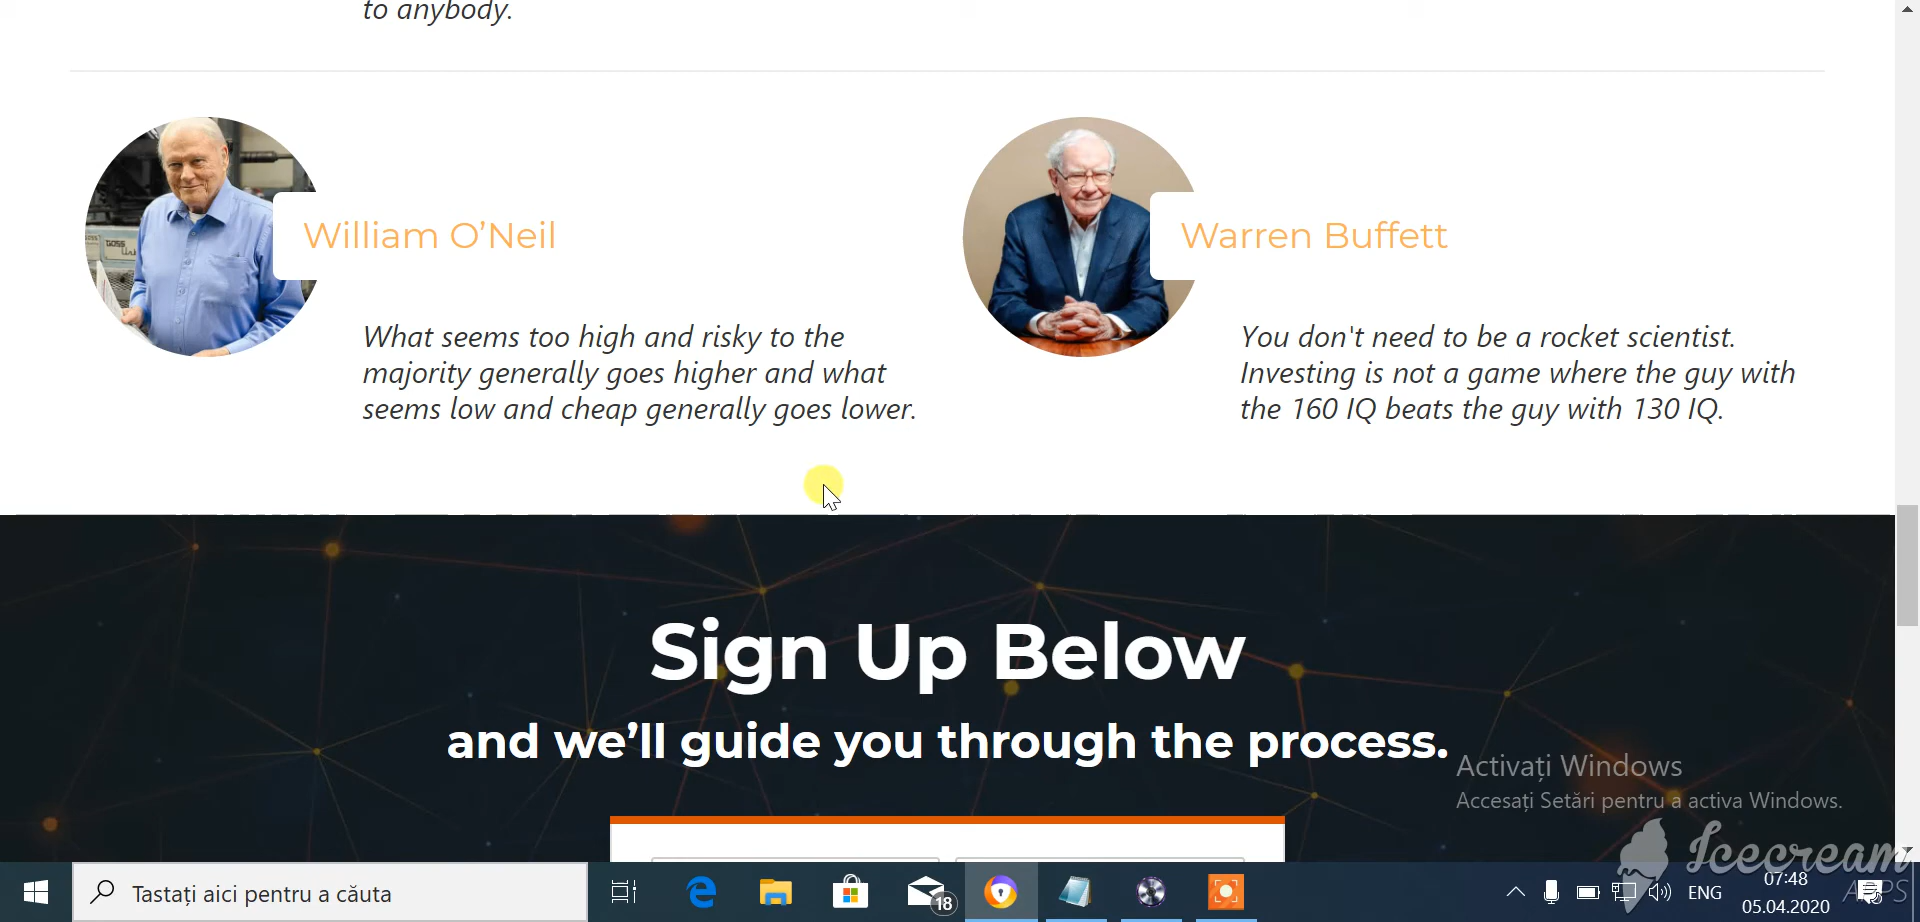 to anybody.
William O’Neil
What seems too high and risky to the
majority generally goes higher and what
seems low and cheap generally goes lower.
Warren Buffett
You don't need to be a rocket scientist.
Investing is not a game where the guy with
the 160 IQ beats the guy with 130 IQ.
Sign Up Below
and we’ll guide you through the process.
Activați Windows
Accesați Setări pentru a activa Windows.
Icecream
APPS
Tastați aici pentru a căuta
18
ENG
07:48
05.04.2020